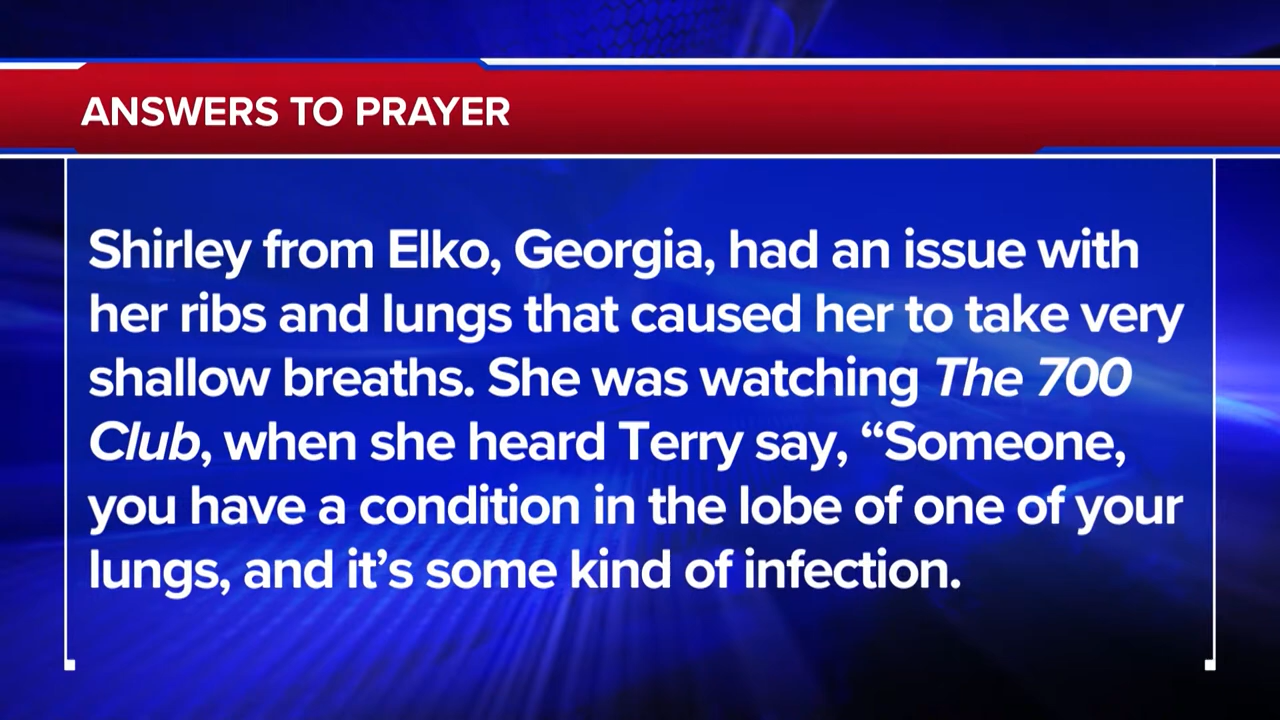 ANSWERS TO PRAYER
Shirley from Elko, Georgia, had an issue with
her ribs and lungs that caused her to take very
shallow breaths. She was watching The 700
Club, when she heard Terry say, “Someone,
you have a condition in the lobe of one of your
lungs, and it’s some kind of infection.